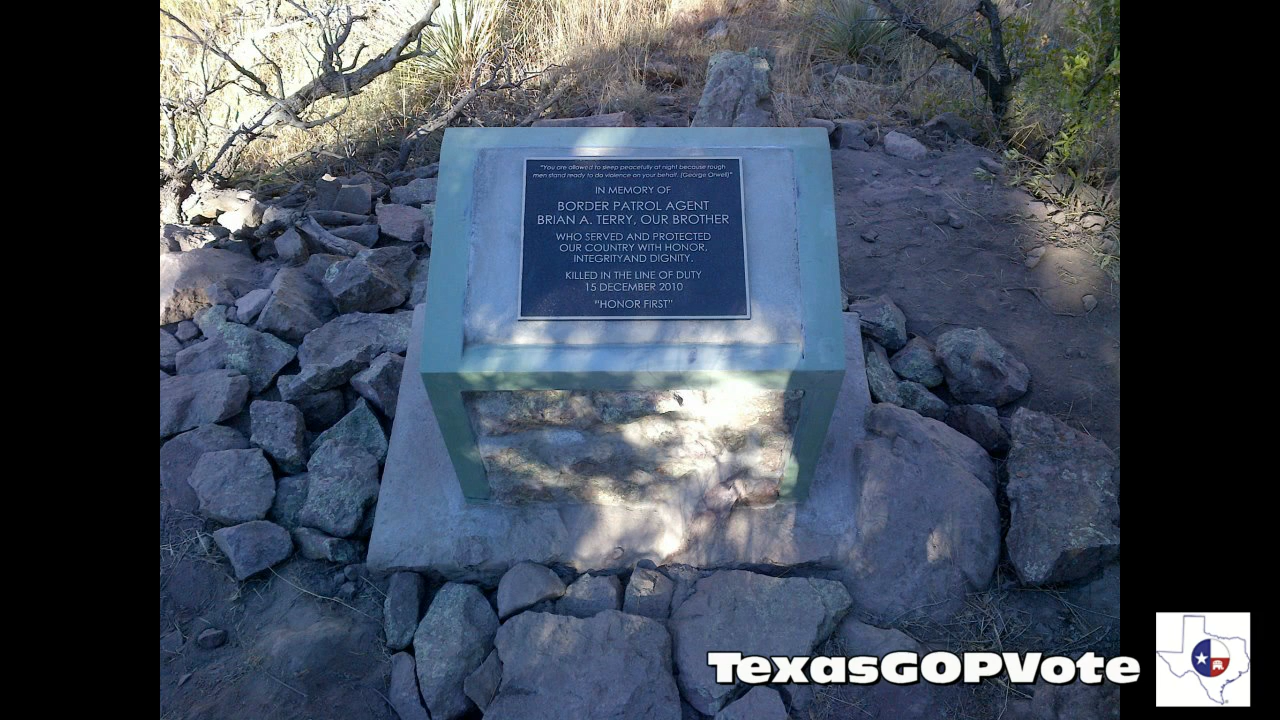 "You are allowed to sleep peacefully at night because rough
men stand ready to do violence on your behalf. (George Orwell)"
IN MEMORY OF
BORDER PATROL AGENT
BRIAN A. TERRY, OUR BROTHER
WHO SERVED AND PROTECTED
OUR COUNTRY WITH HONOR,
INTEGRITYAND DIGNITY.
KILLED IN THE LINE OF DUTY
15 DECEMBER 2010
"HONOR FIRST"
TexasGOPVote